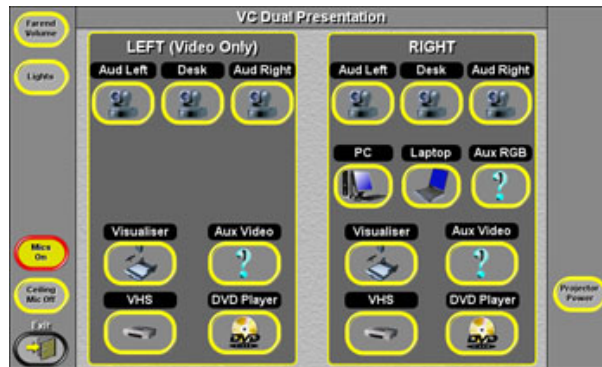 VC Dual Presentation
Farend
Volume
Lights
Mics
On
Ceiling
Mic Off
Exit
LEFT (Video Only)
Aud Left
Desk
Aud Right
Visualiser
Aux Video
VHS
DVD Player
DVD
RIGHT
Aud Left
Desk
Aud Right
PC
Laptop
Aux RGB
Visualiser
Aux Video
VHS
DVD Player
DVD
Projector
Power